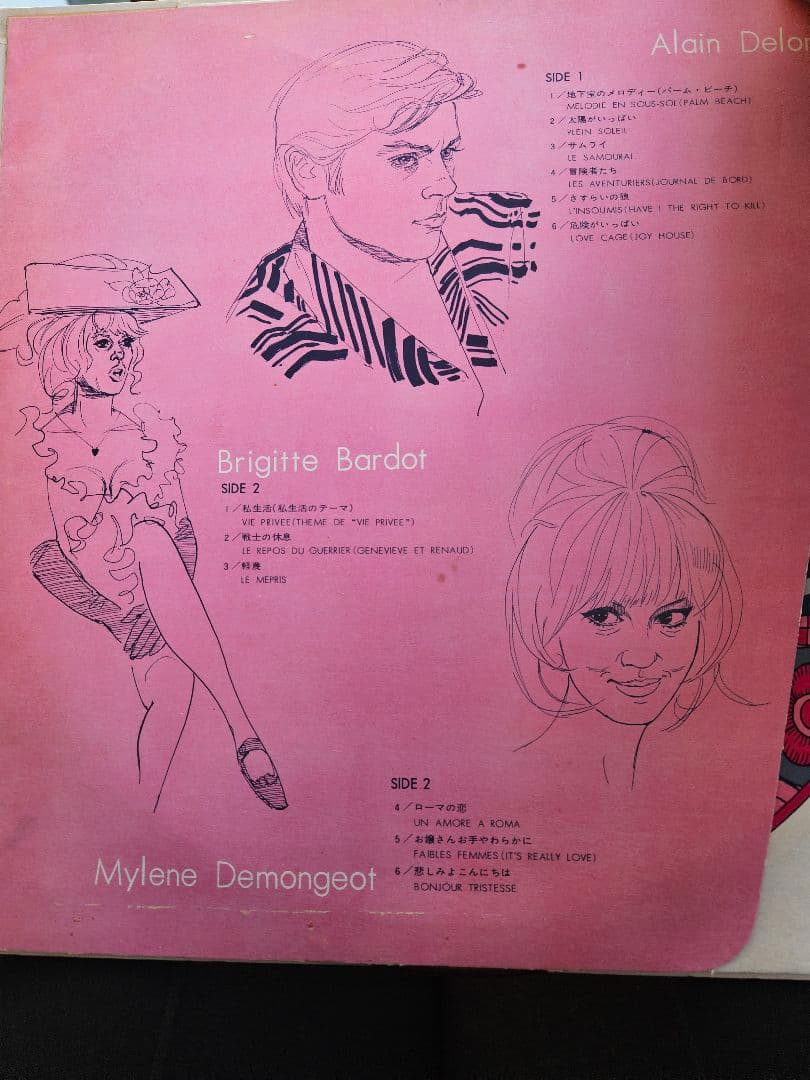 Alain Delon
SIDE 1
1／地下室のメロディー(パーム・ビーチ)
MELODIE EN SOUS-SOL(PALM BEACH)
2／太陽がいっぱい
PLEIN SOLEIL
3／サムライ
LE SAMOURAI
4／冒険者たち
LES AVENTURIERS(JOURNAL DE BORD)
5／さすらいの狼
L'INSOUMIS(HAVE I THE RIGHT TO KILL)
6／危険がいっぱい
LOVE CAGE(JOY HOUSE)
Brigitte Bardot
SIDE 2
1／私生活(私生活のテーマ)
VIE PRIVEE(THEME DE "VIE PRIVEE")
2／戦士の休息
LE REPOS DU GUERRIER(GENEVIEVE ET RENAUD)
3／軽蔑
LE MEPRIS
SIDE 2
4／ローマの恋
UN AMORE A ROMA
5／お嬢さんお手やわらかに
FAIBLES FEMMES(IT'S REALLY LOVE)
6／悲しみよこんにちは
BONJOUR TRISTESSE
Mylene Demongeot